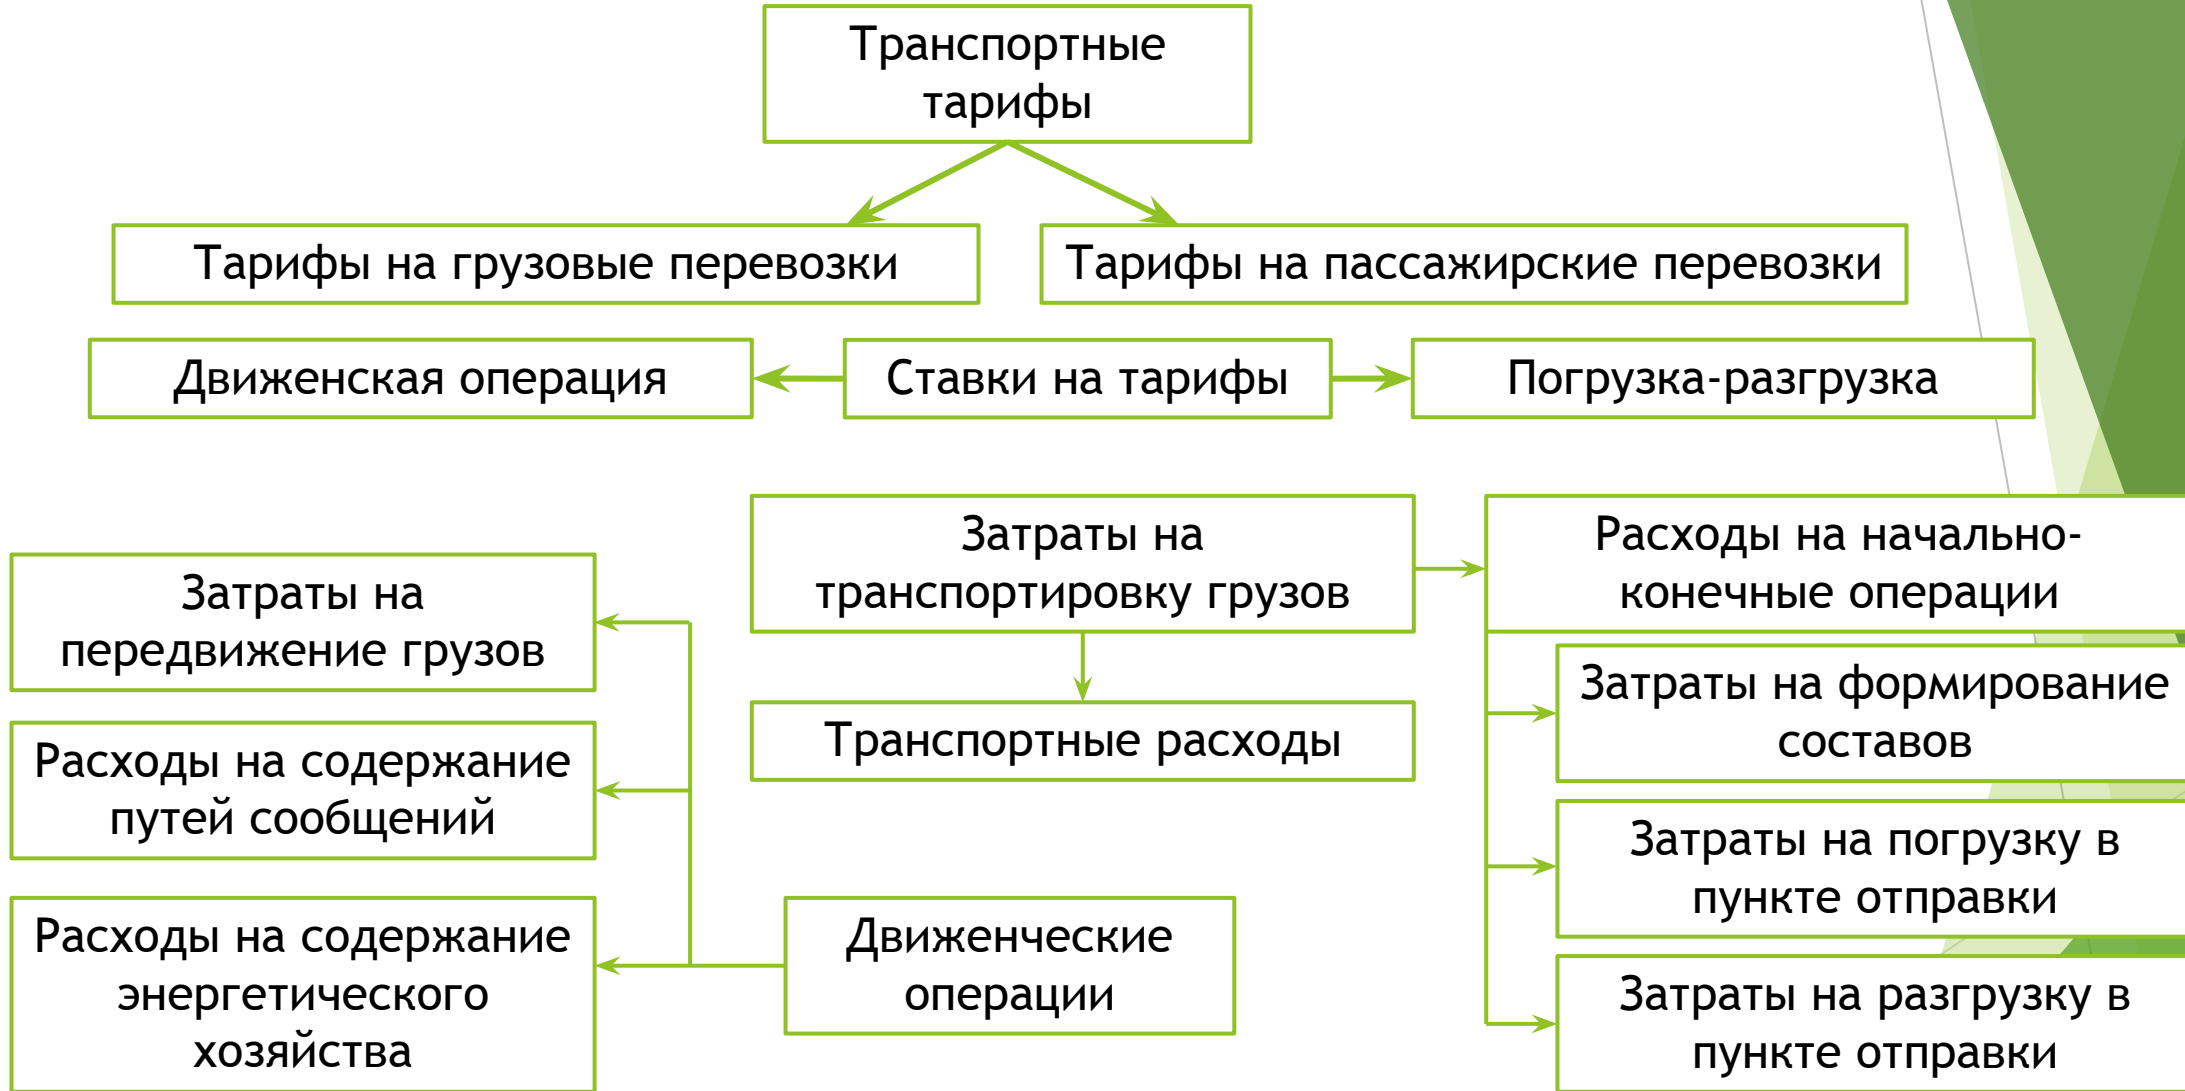 Транспортные
тарифы
Тарифы на грузовые перевозки
Тарифы на пассажирские перевозки
Движенская операция
Ставки на тарифы
Погрузка-разгрузка
Затраты на
транспортировку грузов
Расходы на начально-
конечные операции
Затраты на
передвижение грузов
Затраты на формирование
составов
Транспортные расходы
Расходы на содержание
путей сообщений
Затраты на погрузку в
пункте отправки
Расходы на содержание
энергетического
хозяйства
Движенческие
операции
Затраты на разгрузку в
пункте отправки